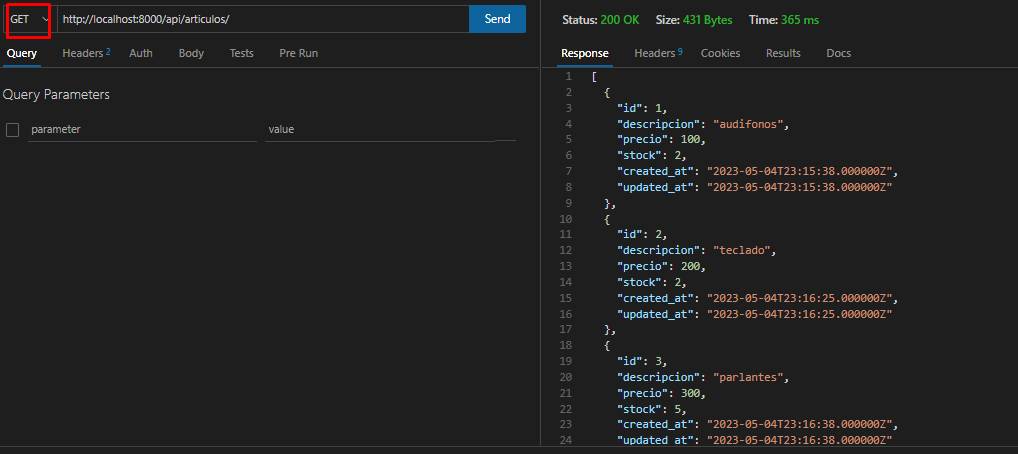 GET http://localhost:8000/api/articulos/ Send
Query Headers 2 Auth Body Tests Pre Run
Query Parameters
parameter value
Status: 200 OK Size: 431 Bytes Time: 365 ms
Response Headers 9 Cookies Results Docs
1 [
2 {
3 "id": 1,
4 "descripcion": "audifonos",
5 "precio": 100,
6 "stock": 2,
7 "created_at": "2023-05-04T23:15:38.000000Z",
8 "updated_at": "2023-05-04T23:15:38.000000Z"
9 },
10 {
11 "id": 2,
12 "descripcion": "teclado",
13 "precio": 200,
14 "stock": 2,
15 "created_at": "2023-05-04T23:16:25.000000Z",
16 "updated_at": "2023-05-04T23:16:25.000000Z"
17 },
18 {
19 "id": 3,
20 "descripcion": "parlantes",
21 "precio": 300,
22 "stock": 5,
23 "created_at": "2023-05-04T23:16:38.000000Z",
24 "updated_at": "2023-05-04T23:16:38.000000Z"